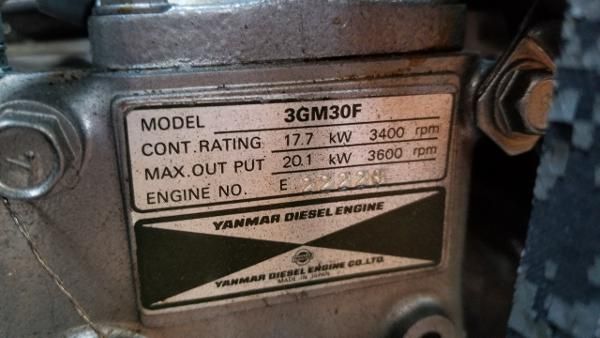 MODEL 3GM30F
CONT. RATING 17.7 kW 3400 rpm
MAX. OUT PUT 20.1 kW 3600 rpm
ENGINE NO. E
YANMAR DIESEL ENGINE
YANMAR DIESEL ENGINE CO., LTD.
MADE IN JAPAN